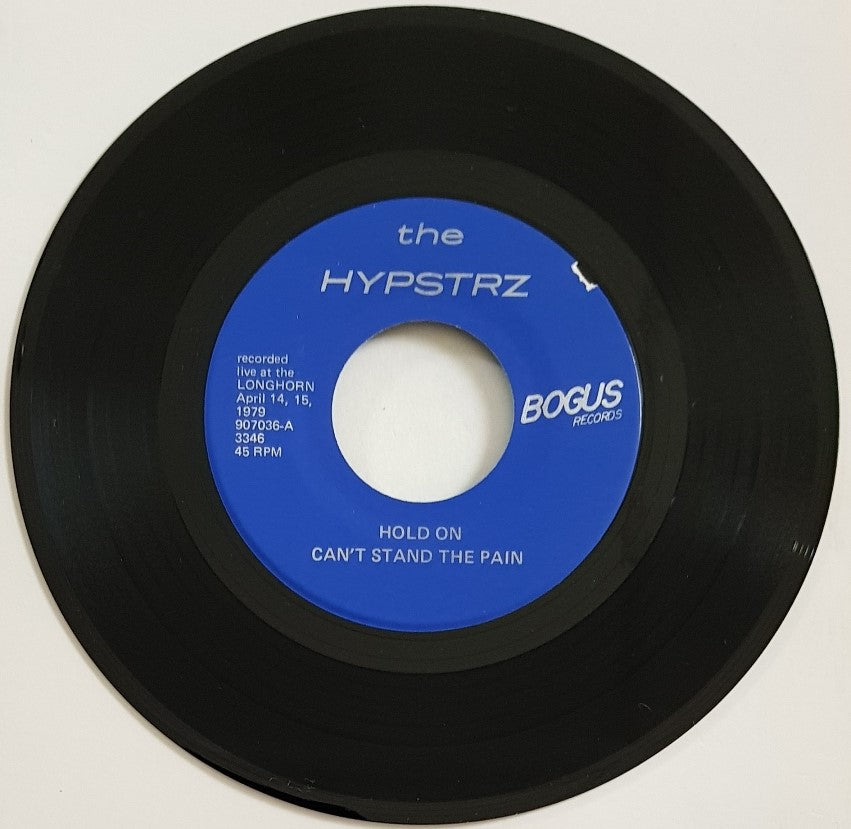 the
HYPSTRZ
recorded
live at the
LONGHORN
April 14, 15,
1979
907036-A
3346
45 RPM
BOGUS
RECORDS
HOLD ON
CAN'T STAND THE PAIN